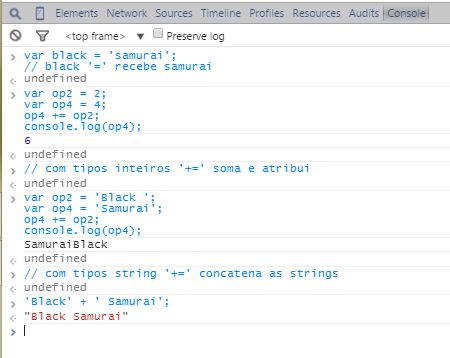 Elements Network Sources Timeline Profiles Resources Audits Console
<top frame> Preserve log
var black = 'samurai';
// black '=' recebe samurai
undefined
var op2 = 2;
var op4 = 4;
op4 += op2;
console.log(op4);
6
undefined
// com tipos inteiros '+=' soma e atribui
undefined
var op2 = 'Black ';
var op4 = 'Samurai';
op4 += op2;
console.log(op4);
SamuraiBlack
undefined
// com tipos string '+=' concatena as strings
undefined
'Black' + ' Samurai';
"Black Samurai"